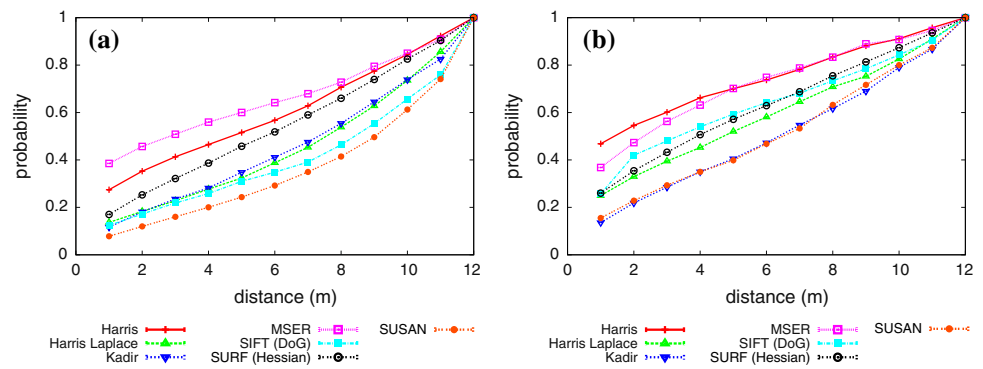 (a)
probability
1
0.8
0.6
0.4
0.2
0
0 2 4 6 8 10 12
distance (m)
Harris
Harris Laplace
Kadir
MSER
SIFT (DoG)
SURF (Hessian)
SUSAN
(b)
probability
1
0.8
0.6
0.4
0.2
0
0 2 4 6 8 10 12
distance (m)
Harris
Harris Laplace
Kadir
MSER
SIFT (DoG)
SURF (Hessian)
SUSAN